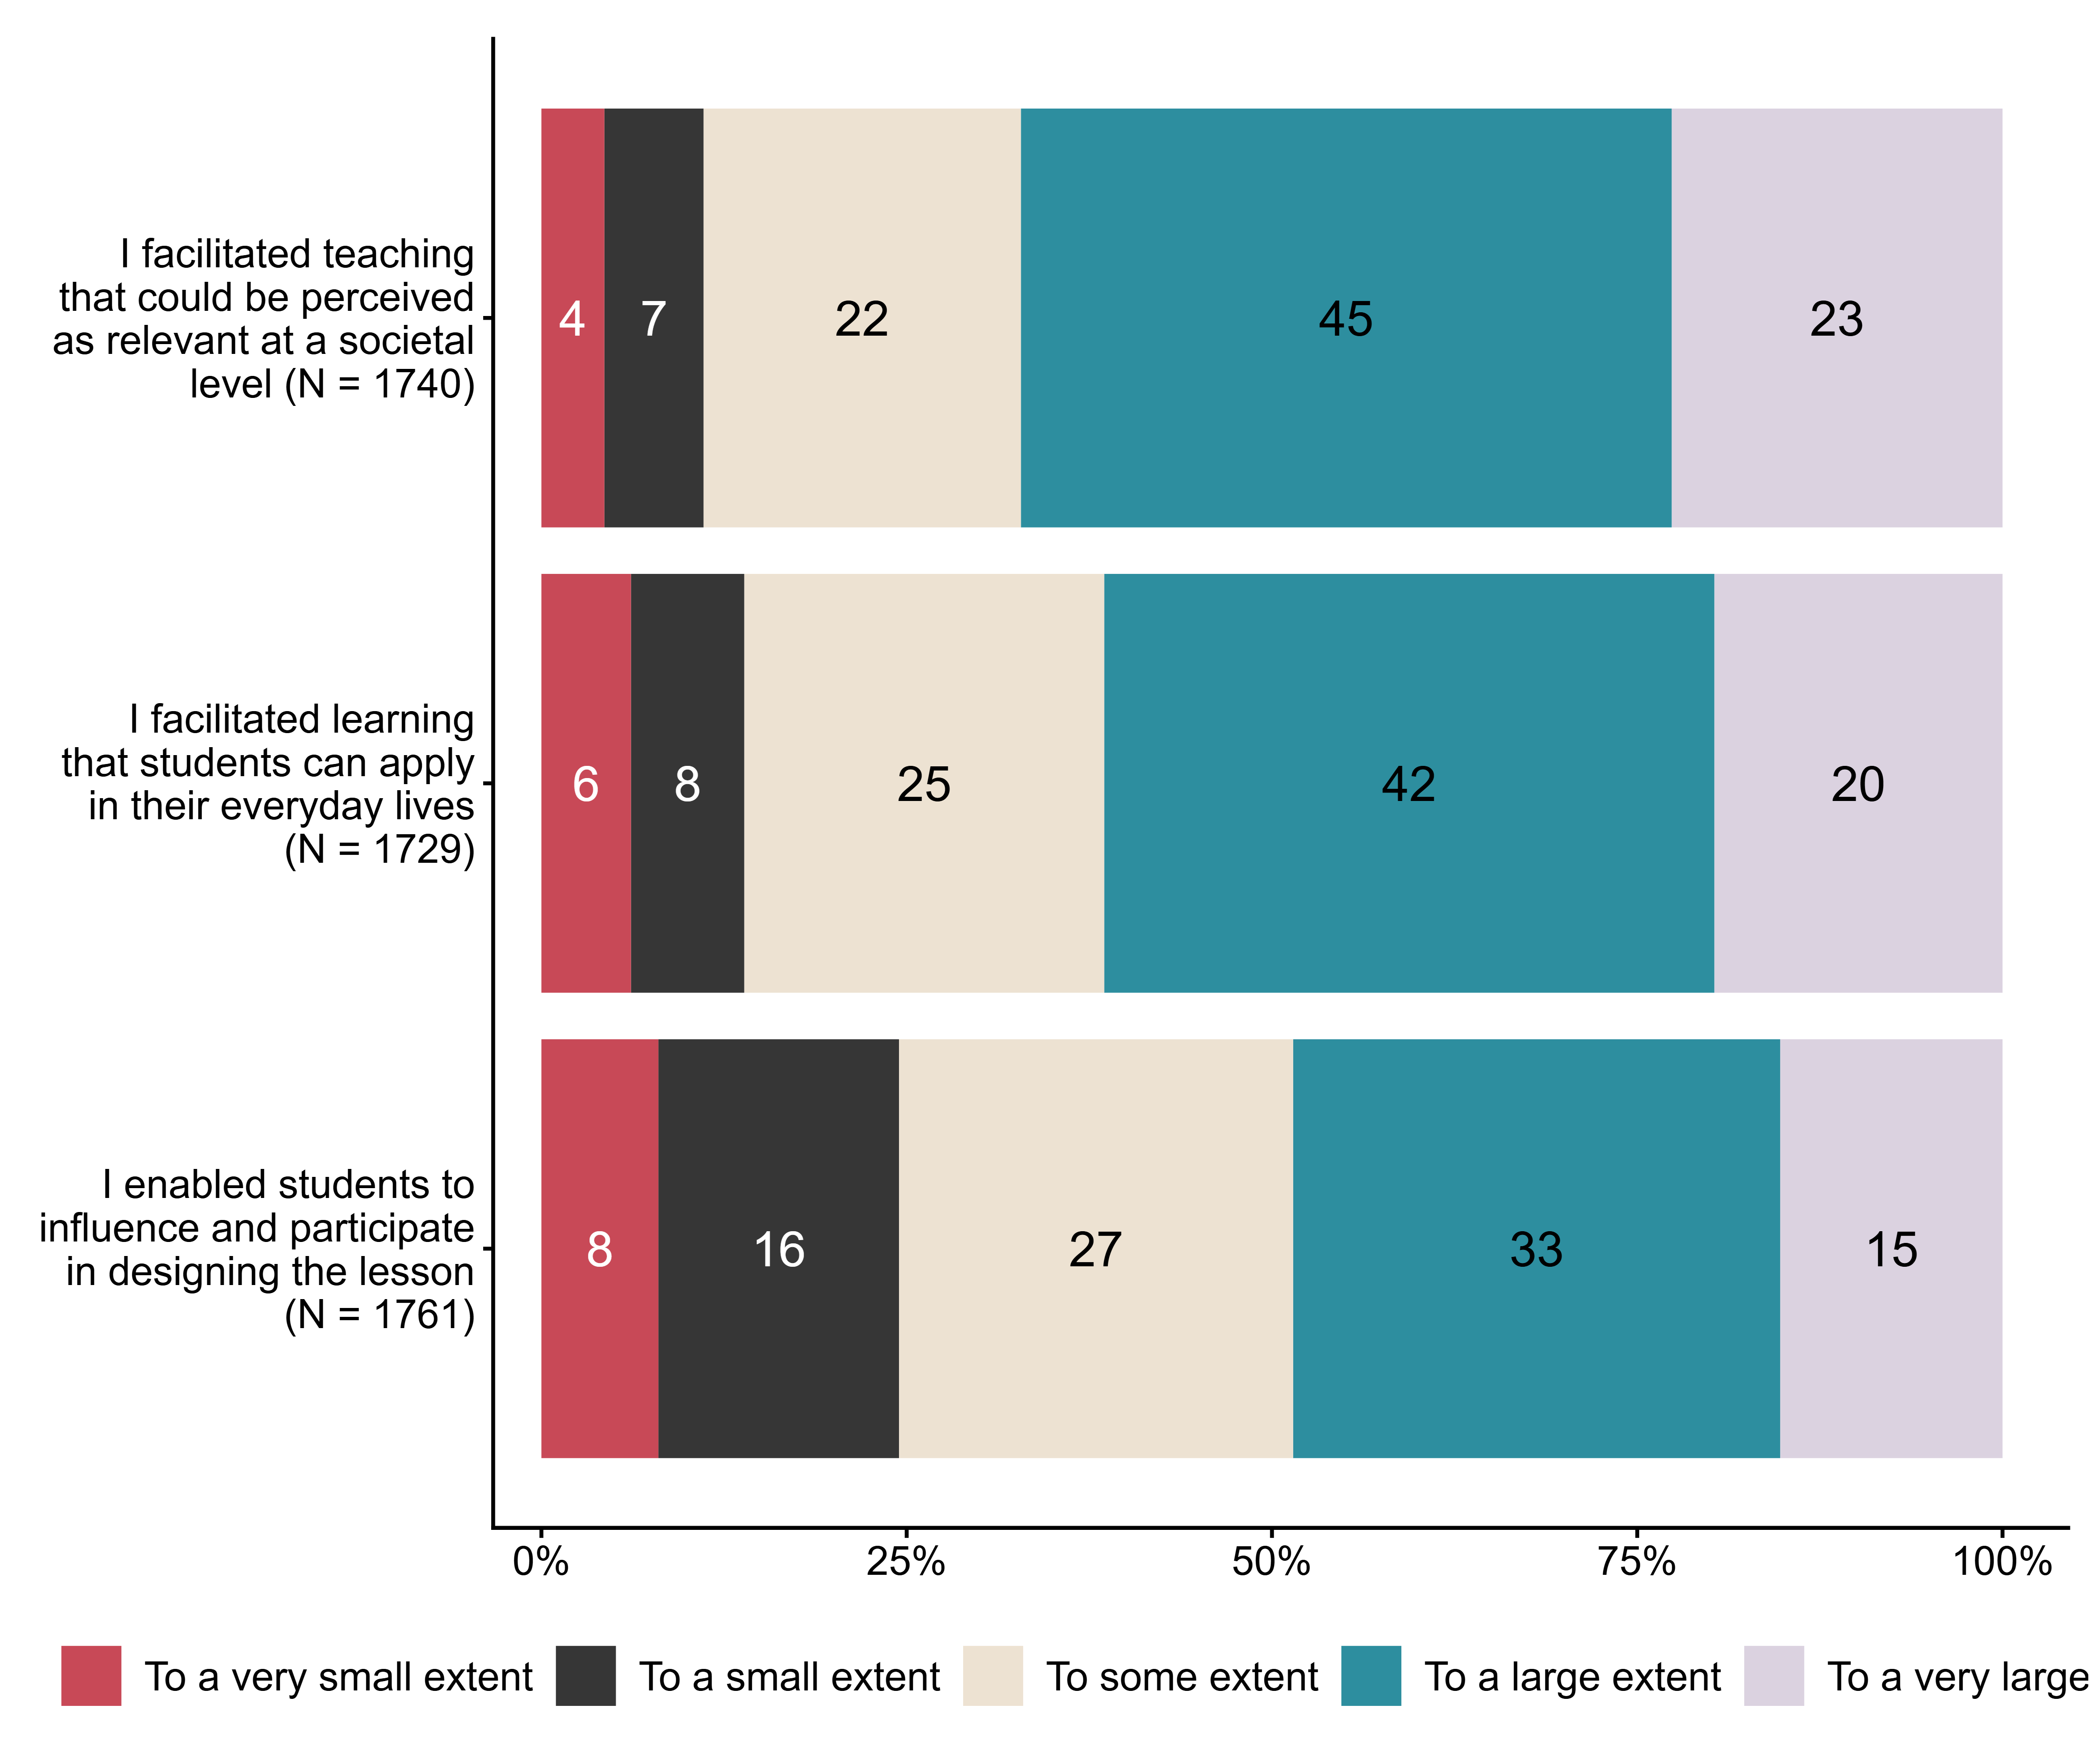 I facilitated teaching
that could be perceived
as relevant at a societal
level (N = 1740)
4 7 22 45 23
I facilitated learning
that students can apply
in their everyday lives
(N = 1729)
6 8 25 42 20
I enabled students to
influence and participate
in designing the lesson
(N = 1761)
8 16 27 33 15
0% 25% 50% 75% 100%
To a very small extent To a small extent To some extent To a large extent To a very large